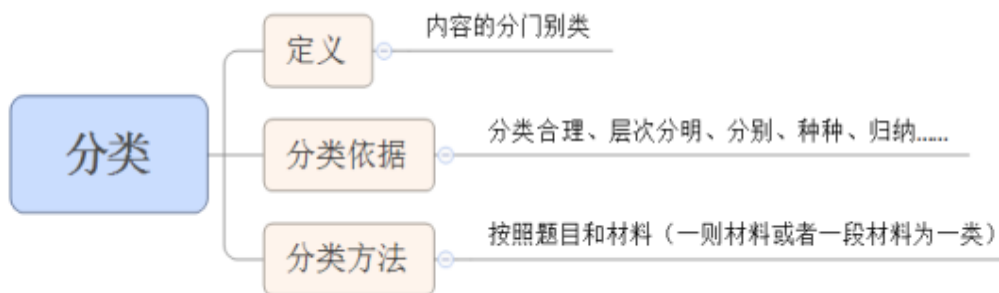 分类
定义
内容的分门别类
分类依据
分类合理、层次分明、分别、种种、归纳……
分类方法
按照题目和材料（一则材料或者一段材料为一类）